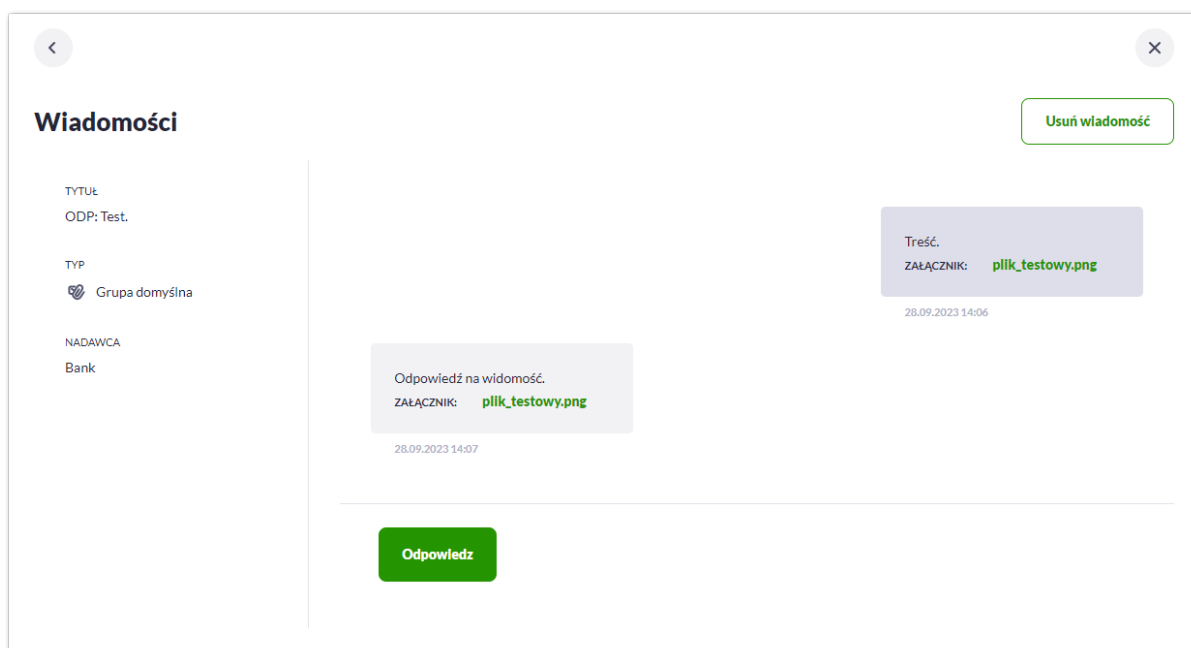 Wiadomości
Usuń wiadomość
TYTUŁ
ODP: Test.
TYP
Grupa domyślna
NADAWCA
Bank
Treść.
ZAŁĄCZNIK: plik_testowy.png
28.09.2023 14:06
Odpowiedź na widomość.
ZAŁĄCZNIK: plik_testowy.png
28.09.2023 14:07
Odpowiedz